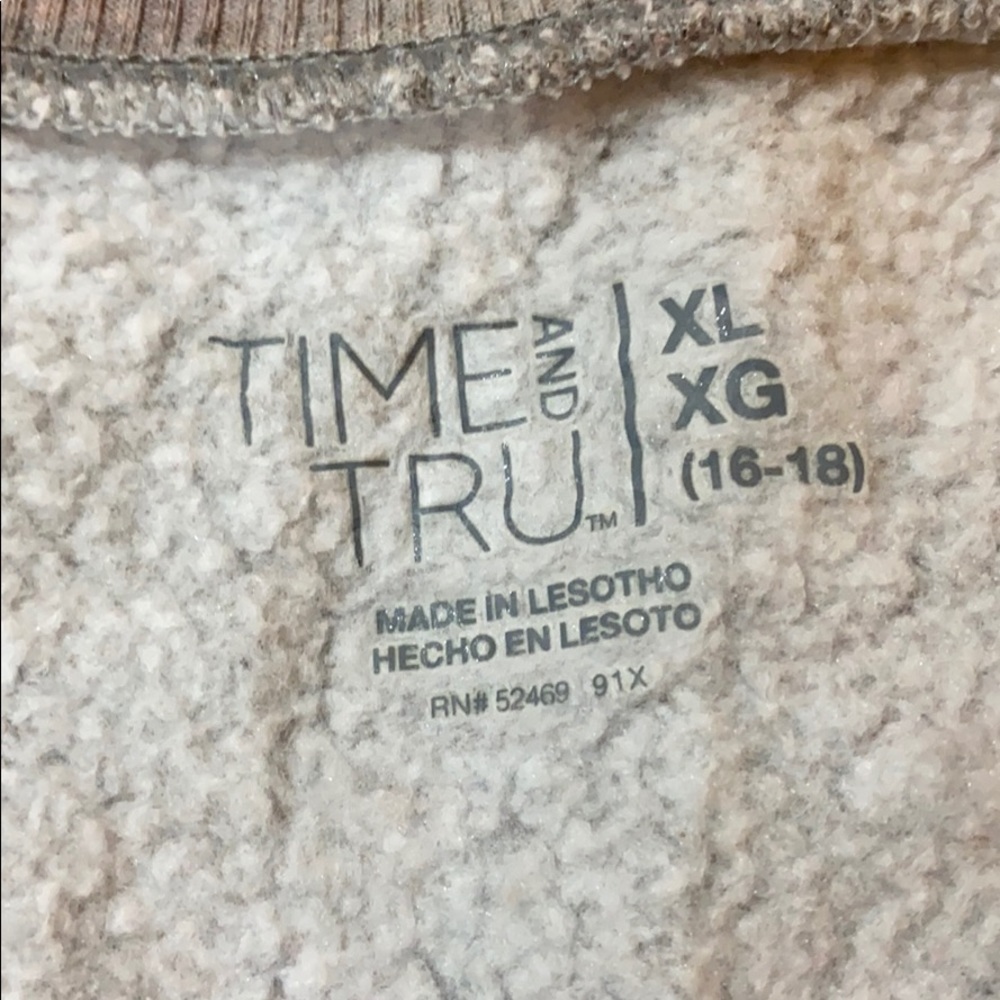 TIME AND
TRU™
XL
XG
(16-18)
MADE IN LESOTHO
HECHO EN LESOTO
RN# 52469 91X